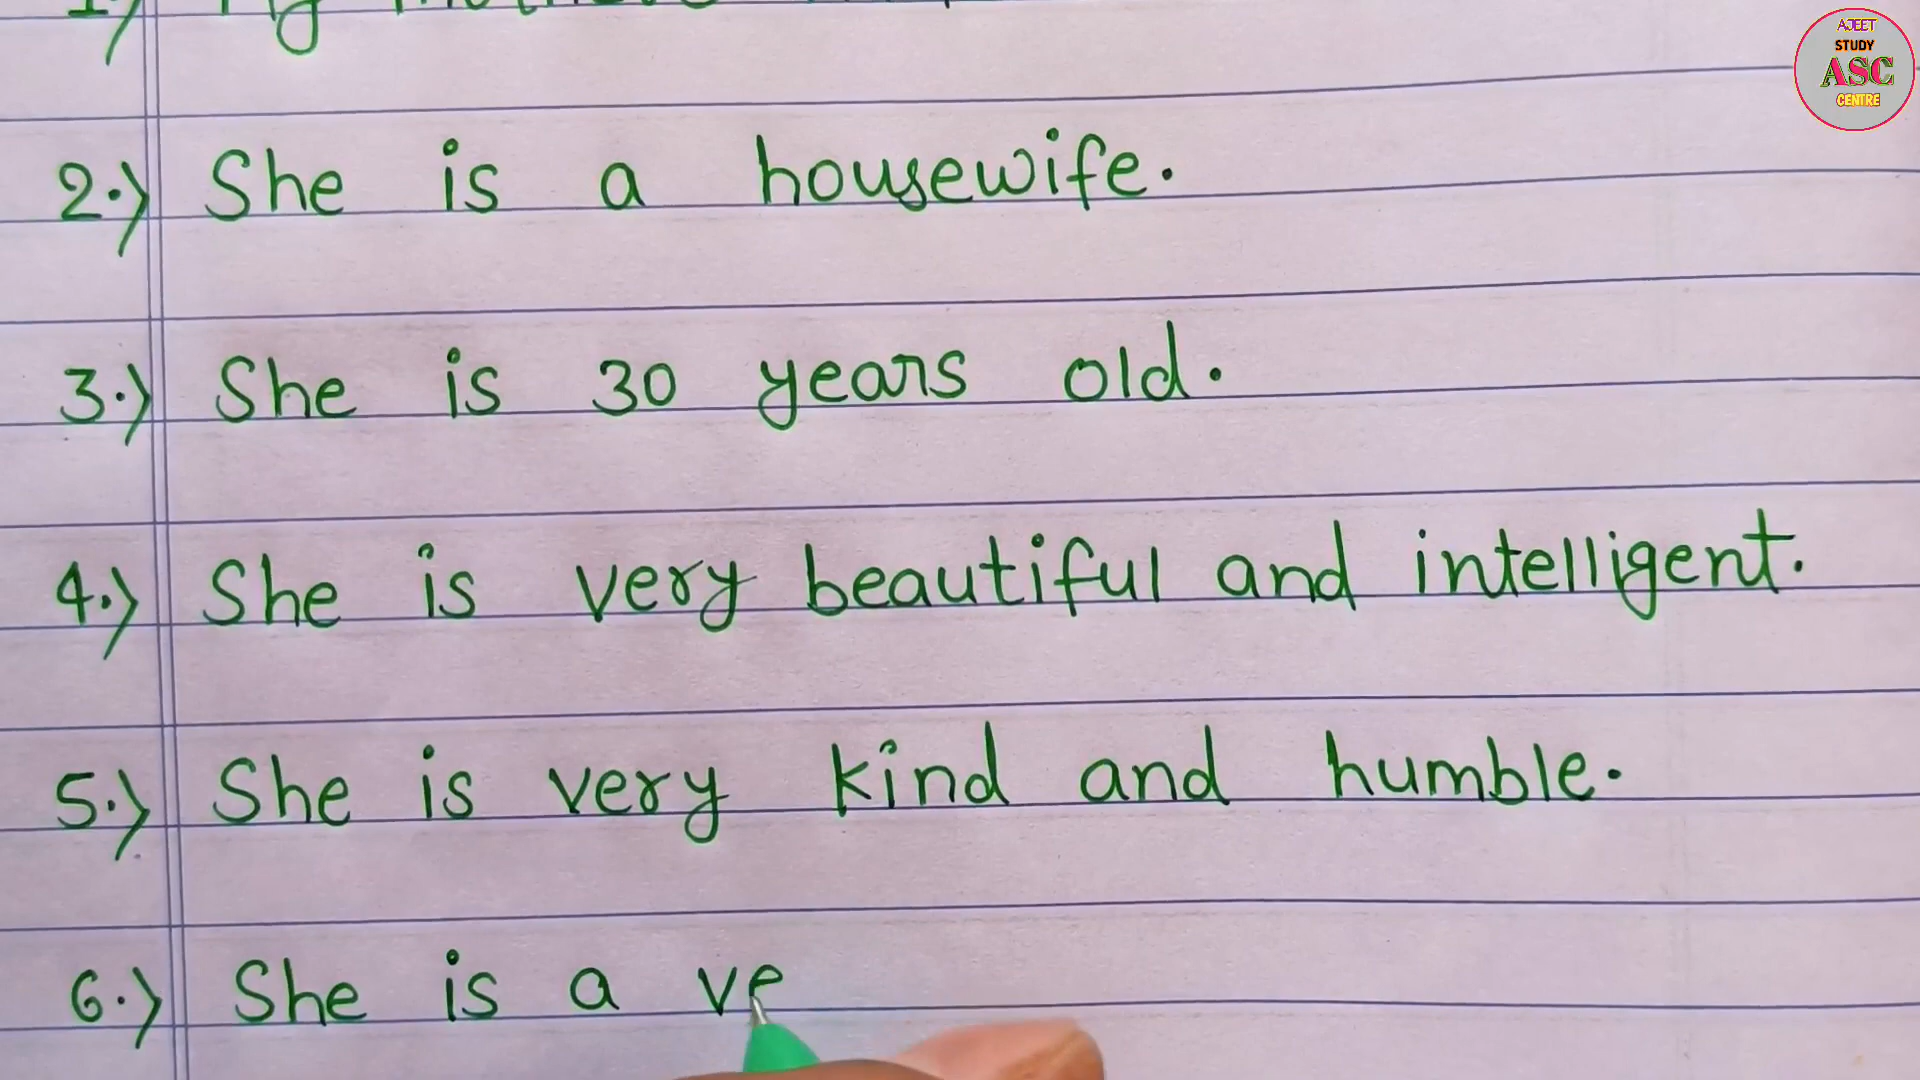 1.)
AJEET
STUDY
ASC
CENTRE
2.) She is a housewife.
3.) She is 30 years old.
4.) She is very beautiful and intelligent.
5.) She is very kind and humble.
6.) She is a ve